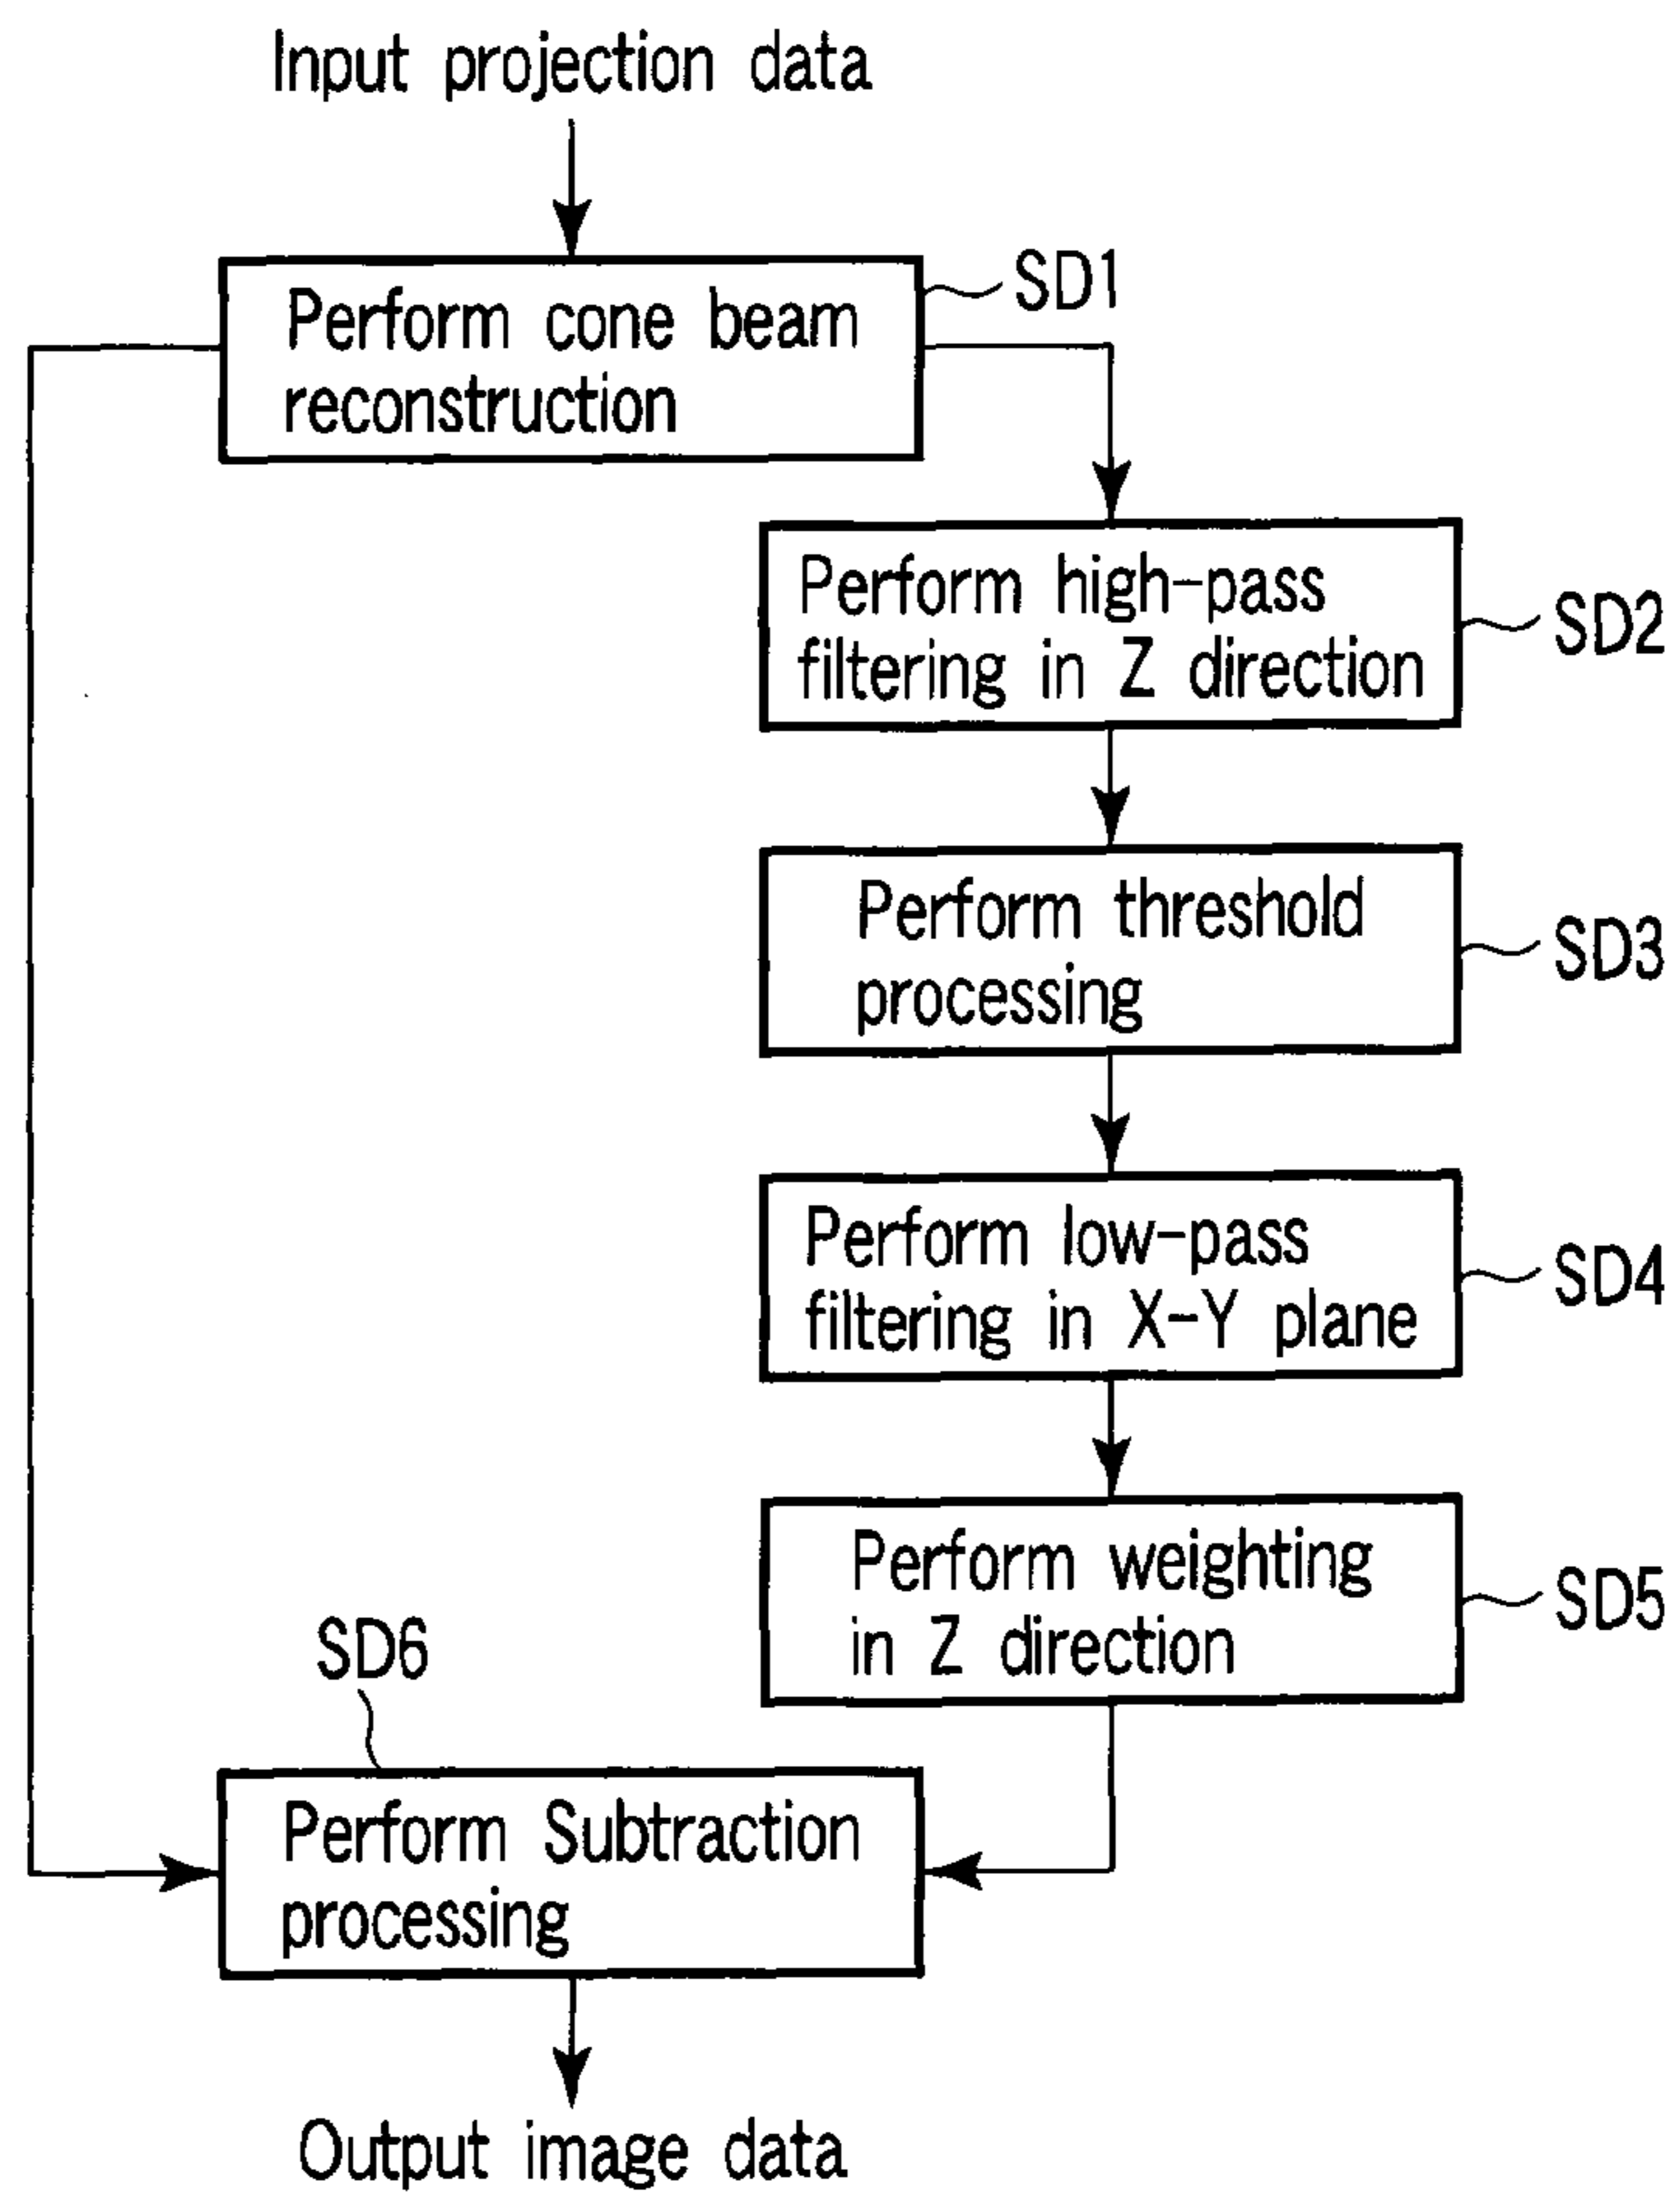 Input projection data
Perform cone beam
reconstruction
SD1
Perform high-pass
filtering in Z direction
SD2
Perform threshold
processing
SD3
Perform low-pass
filtering in X-Y plane
SD4
Perform weighting
in Z direction
SD5
SD6
Perform Subtraction
processing
Output image data